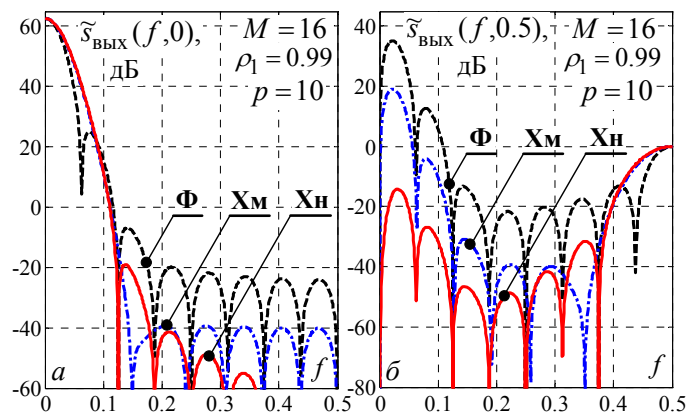 s̃вых(f,0), M = 16
дБ ρ₁ = 0.99
p = 10
60
40
20
0
-20
-40
-60
Ф Хм Хн
а f
0 0.1 0.2 0.3 0.4 0.5
s̃вых(f,0.5), M = 16
дБ ρ₁ = 0.99
p = 10
40
20
0
-20
-40
-60
-80
Ф Хм Хн
б f
0 0.1 0.2 0.3 0.4 0.5